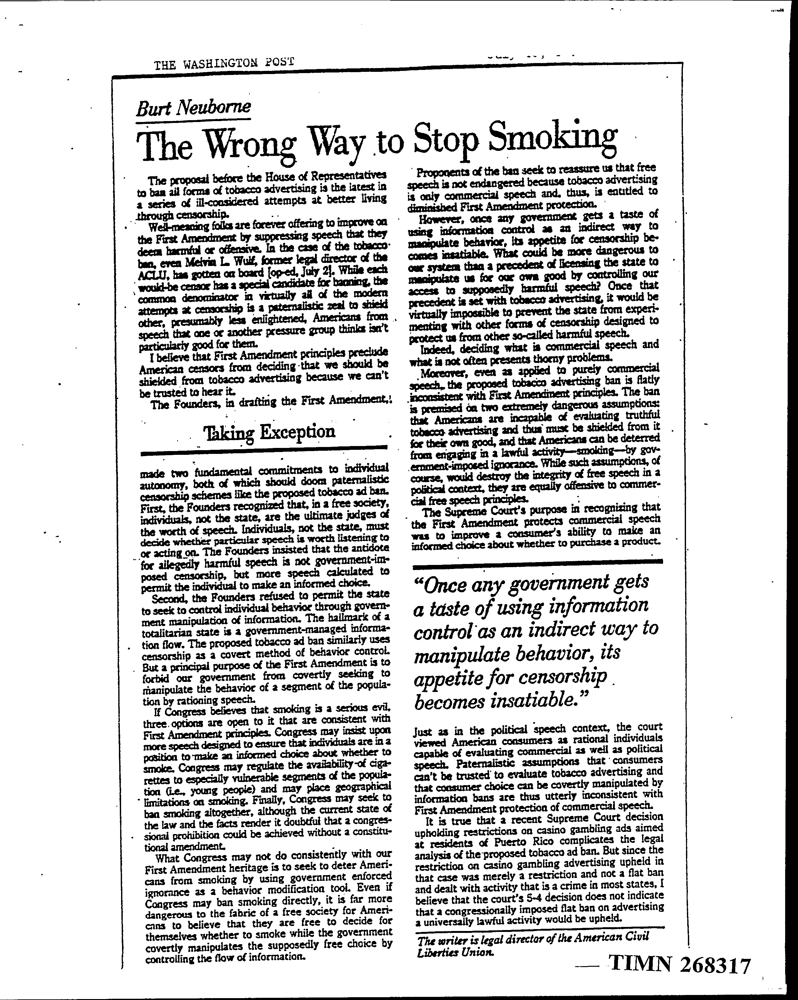 THE WASHINGTON POST
Burt Neuborne
The Wrong Way to Stop Smoking
The proposal before the House of Representatives
to ban all forms of tobacco advertising is the latest in
a series of ill-considered attempts at better living
through censorship.
Well-meaning folks are forever offering to improve on
the First Amendment by suppressing speech that they
deem harmful or offensive. In the case of the tobacco
ban, even Melvin L. Wulf, former legal director of the
ACLU, has gotten on board [op-ed, July 2]. While each
would-be censor has a special candidate for banning, the
common denominator in virtually all of the modern
attempts at censorship is a paternalistic zeal to shield
other, presumably less enlightened, Americans from
speech that one or another pressure group thinks isn't
particularly good for them.
I believe that First Amendment principles preclude
American censors from deciding that we should be
shielded from tobacco advertising because we can't
be trusted to hear it.
The Founders, in drafting the First Amendment,
Taking Exception
made two fundamental commitments to individual
autonomy, both of which should doom paternalistic
censorship schemes like the proposed tobacco ad ban.
First, the Founders recognized that, in a free society,
individuals, not the state, are the ultimate judges of
the worth of speech. Individuals, not the state, must
decide whether particular speech is worth listening to
or acting on. The Founders insisted that the antidote
for allegedly harmful speech is not government-im-
posed censorship, but more speech calculated to
permit the individual to make an informed choice.
Second, the Founders refused to permit the state
to seek to control individual behavior through govern-
ment manipulation of information. The hallmark of a
totalitarian state is a government-managed informa-
tion flow. The proposed tobacco ad ban similarly uses
censorship as a covert method of behavior control.
But a principal purpose of the First Amendment is to
forbid our government from covertly seeking to
manipulate the behavior of a segment of the popula-
tion by rationing speech.
If Congress believes that smoking is a serious evil,
three options are open to it that are consistent with
First Amendment principles. Congress may insist upon
more speech designed to ensure that individuals are in a
position to make an informed choice about whether to
smoke. Congress may regulate the availability of ciga-
rettes to especially vulnerable segments of the popula-
tion (i.e., young people) and may place geographical
limitations on smoking. Finally, Congress may seek to
ban smoking altogether, although the current state of
the law and the facts render it doubtful that a congres-
sional prohibition could be achieved without a constitu-
tional amendment.
What Congress may not do consistently with our
First Amendment heritage is to seek to deter Ameri-
cans from smoking by using government enforced
ignorance as a behavior modification tool. Even if
Congress may ban smoking directly, it is far more
dangerous to the fabric of a free society for Ameri-
cans to believe that they are free to decide for
themselves whether to smoke while the government
covertly manipulates the supposedly free choice by
controlling the flow of information.
Proponents of the ban seek to reassure us that free
speech is not endangered because tobacco advertising
is only commercial speech and, thus, is entitled to
diminished First Amendment protection.
However, once any government gets a taste of
using information control as an indirect way to
manipulate behavior, its appetite for censorship be-
comes insatiable. What could be more dangerous to
our system than a precedent of licensing the state to
manipulate us for our own good by controlling our
access to supposedly harmful speech? Once that
precedent is set with tobacco advertising, it would be
virtually impossible to prevent the state from experi-
menting with other forms of censorship designed to
protect us from other so-called harmful speech.
Indeed, deciding what is commercial speech and
what is not often presents thorny problems.
Moreover, even as applied to purely commercial
speech, the proposed tobacco advertising ban is flatly
inconsistent with First Amendment principles. The ban
is premised on two extremely dangerous assumptions:
that Americans are incapable of evaluating truthful
tobacco advertising and thus must be shielded from it
for their own good, and that Americans can be deterred
from engaging in a lawful activity—smoking—by gov-
ernment-imposed ignorance. While such assumptions, of
course, would destroy the integrity of free speech in a
political context, they are equally offensive to commer-
cial free speech principles.
The Supreme Court's purpose in recognizing that
the First Amendment protects commercial speech
was to improve a consumer's ability to make an
informed choice about whether to purchase a product.
"Once any government gets
a taste of using information
control as an indirect way to
manipulate behavior, its
appetite for censorship
becomes insatiable."
Just as in the political speech context, the court
viewed American consumers as rational individuals
capable of evaluating commercial as well as political
speech. Paternalistic assumptions that consumers
can't be trusted to evaluate tobacco advertising and
that consumer choice can be covertly manipulated by
information bans are thus utterly inconsistent with
First Amendment protection of commercial speech.
It is true that a recent Supreme Court decision
upholding restrictions on casino gambling ads aimed
at residents of Puerto Rico complicates the legal
analysis of the proposed tobacco ad ban. But since the
restriction on casino gambling advertising upheld in
that case was merely a restriction and not a flat ban
and dealt with activity that is a crime in most states, I
believe that the court's 5-4 decision does not indicate
that a congressionally imposed flat ban on advertising
a universally lawful activity would be upheld.
The writer is legal director of the American Civil
Liberties Union.
TIMN 268317